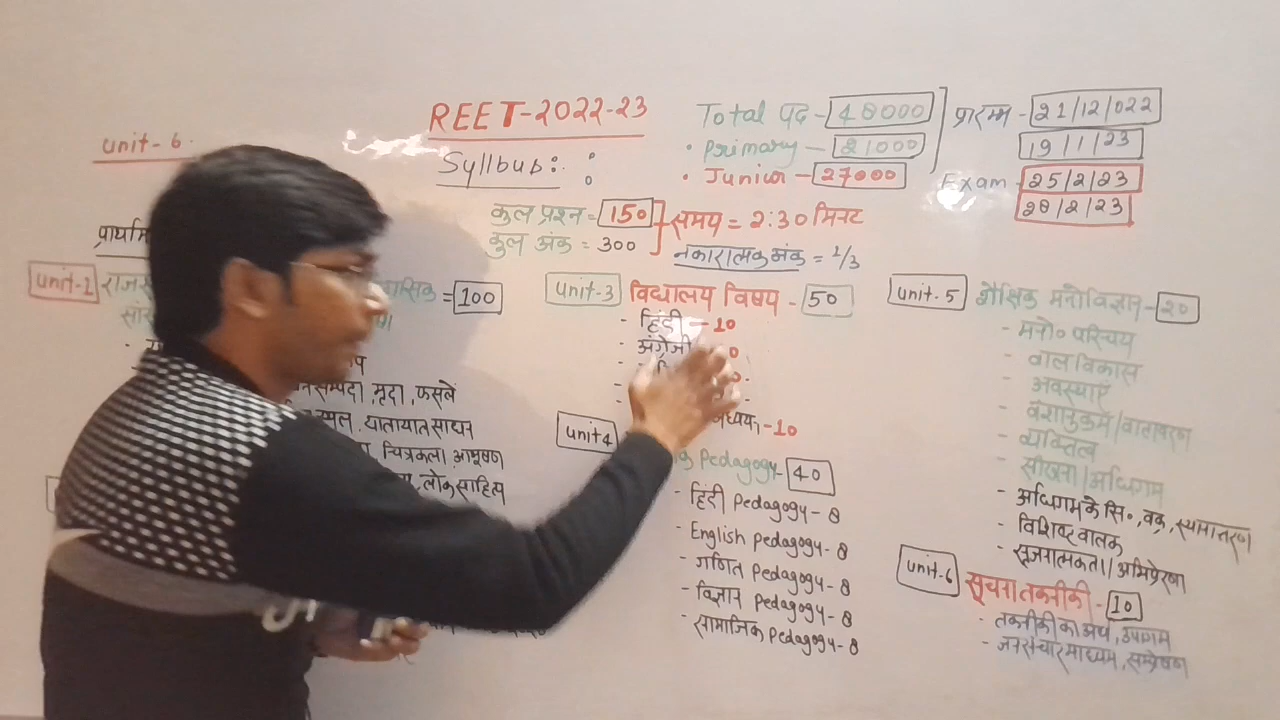 unit-6
REET-2022-23
Syllbus:
Total पद - 48000
• Primary - 21000
• Junior - 27000
प्रारम्भ - 21/12/022
19/1/23
Exam - 25/2/23
28/2/23
कुल प्रश्न = 150
कुल अंक = 300
समय = 2:30 मिनट
नकारात्मक अंक = 1/3
unit-1
= 100
सम्पदा, मृदा, फसलें
यातायात साधन
चित्रकला, आभूषण
लोक साहित्य
unit-3 विद्यालय विषय - 50
- हिंदी - 10
- अंग्रेजी
-10
unit4
Pedagogy - 40
- हिंदी Pedagogy - 8
- English Pedagogy - 8
- गणित Pedagogy - 8
- विज्ञान Pedagogy - 8
- सामाजिक Pedagogy - 8
unit-5 शैक्षिक मनोविज्ञान - 20
- मनो० परिचय
- बाल विकास
- अवस्थाएं
- वंशानुक्रम/वातावरण
- व्यक्तित्व
- सीखना/अधिगम
- अधिगम के सि०, वक्र, स्थानान्तरण
- विशिष्ट बालक
- सृजनात्मकता/अभिप्रेरणा
unit-6 सूचना तकनीकी - 10
- तकनीकी का अर्थ, उपागम
- जनसंचार माध्यम, सम्प्रेषण